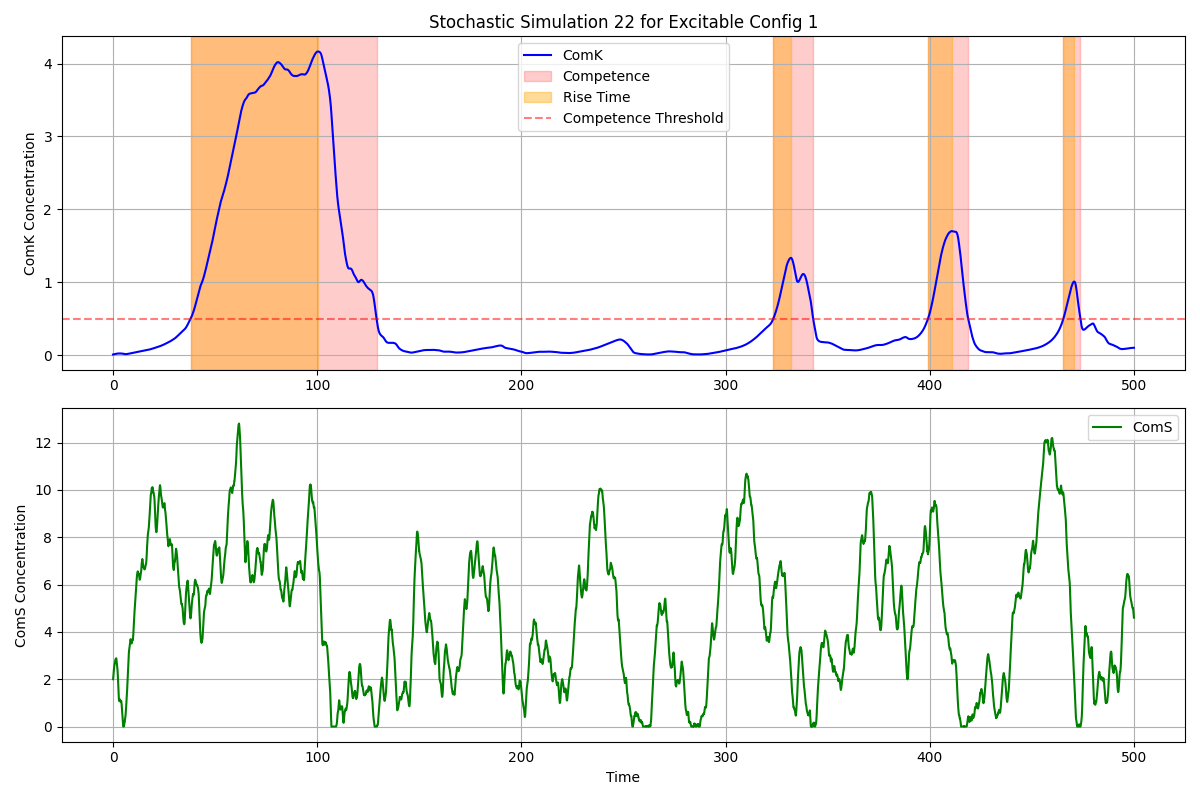 Stochastic Simulation 22 for Excitable Config 1
ComK Concentration
4
3
2
1
0
ComK
Competence
Rise Time
Competence Threshold
0 100 200 300 400 500
ComS Concentration
12
10
8
6
4
2
0
ComS
0 100 200 300 400 500
Time